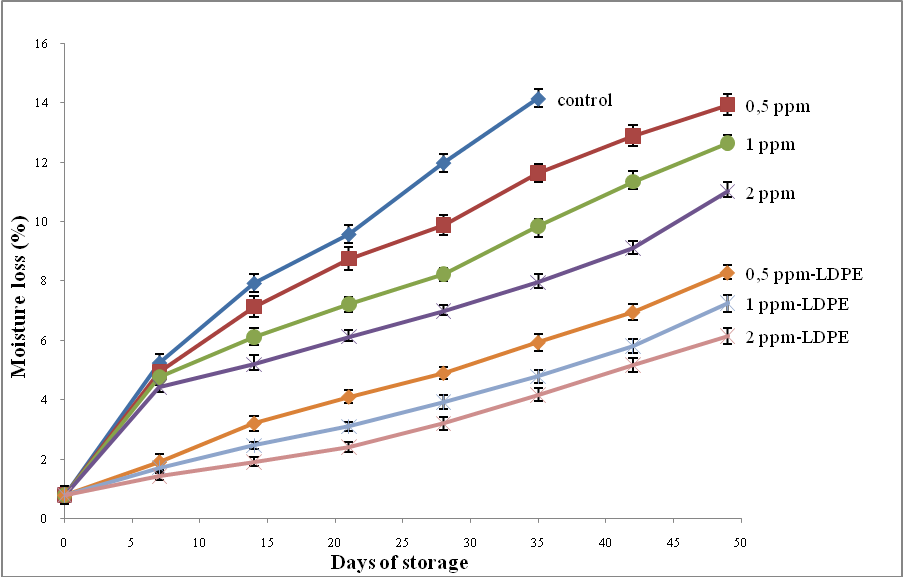 16
14
12
10
8
6
4
2
0
Moisture loss (%)
control
0,5 ppm
1 ppm
2 ppm
0,5 ppm-LDPE
1 ppm-LDPE
2 ppm-LDPE
0 5 10 15 20 25 30 35 40 45 50
Days of storage